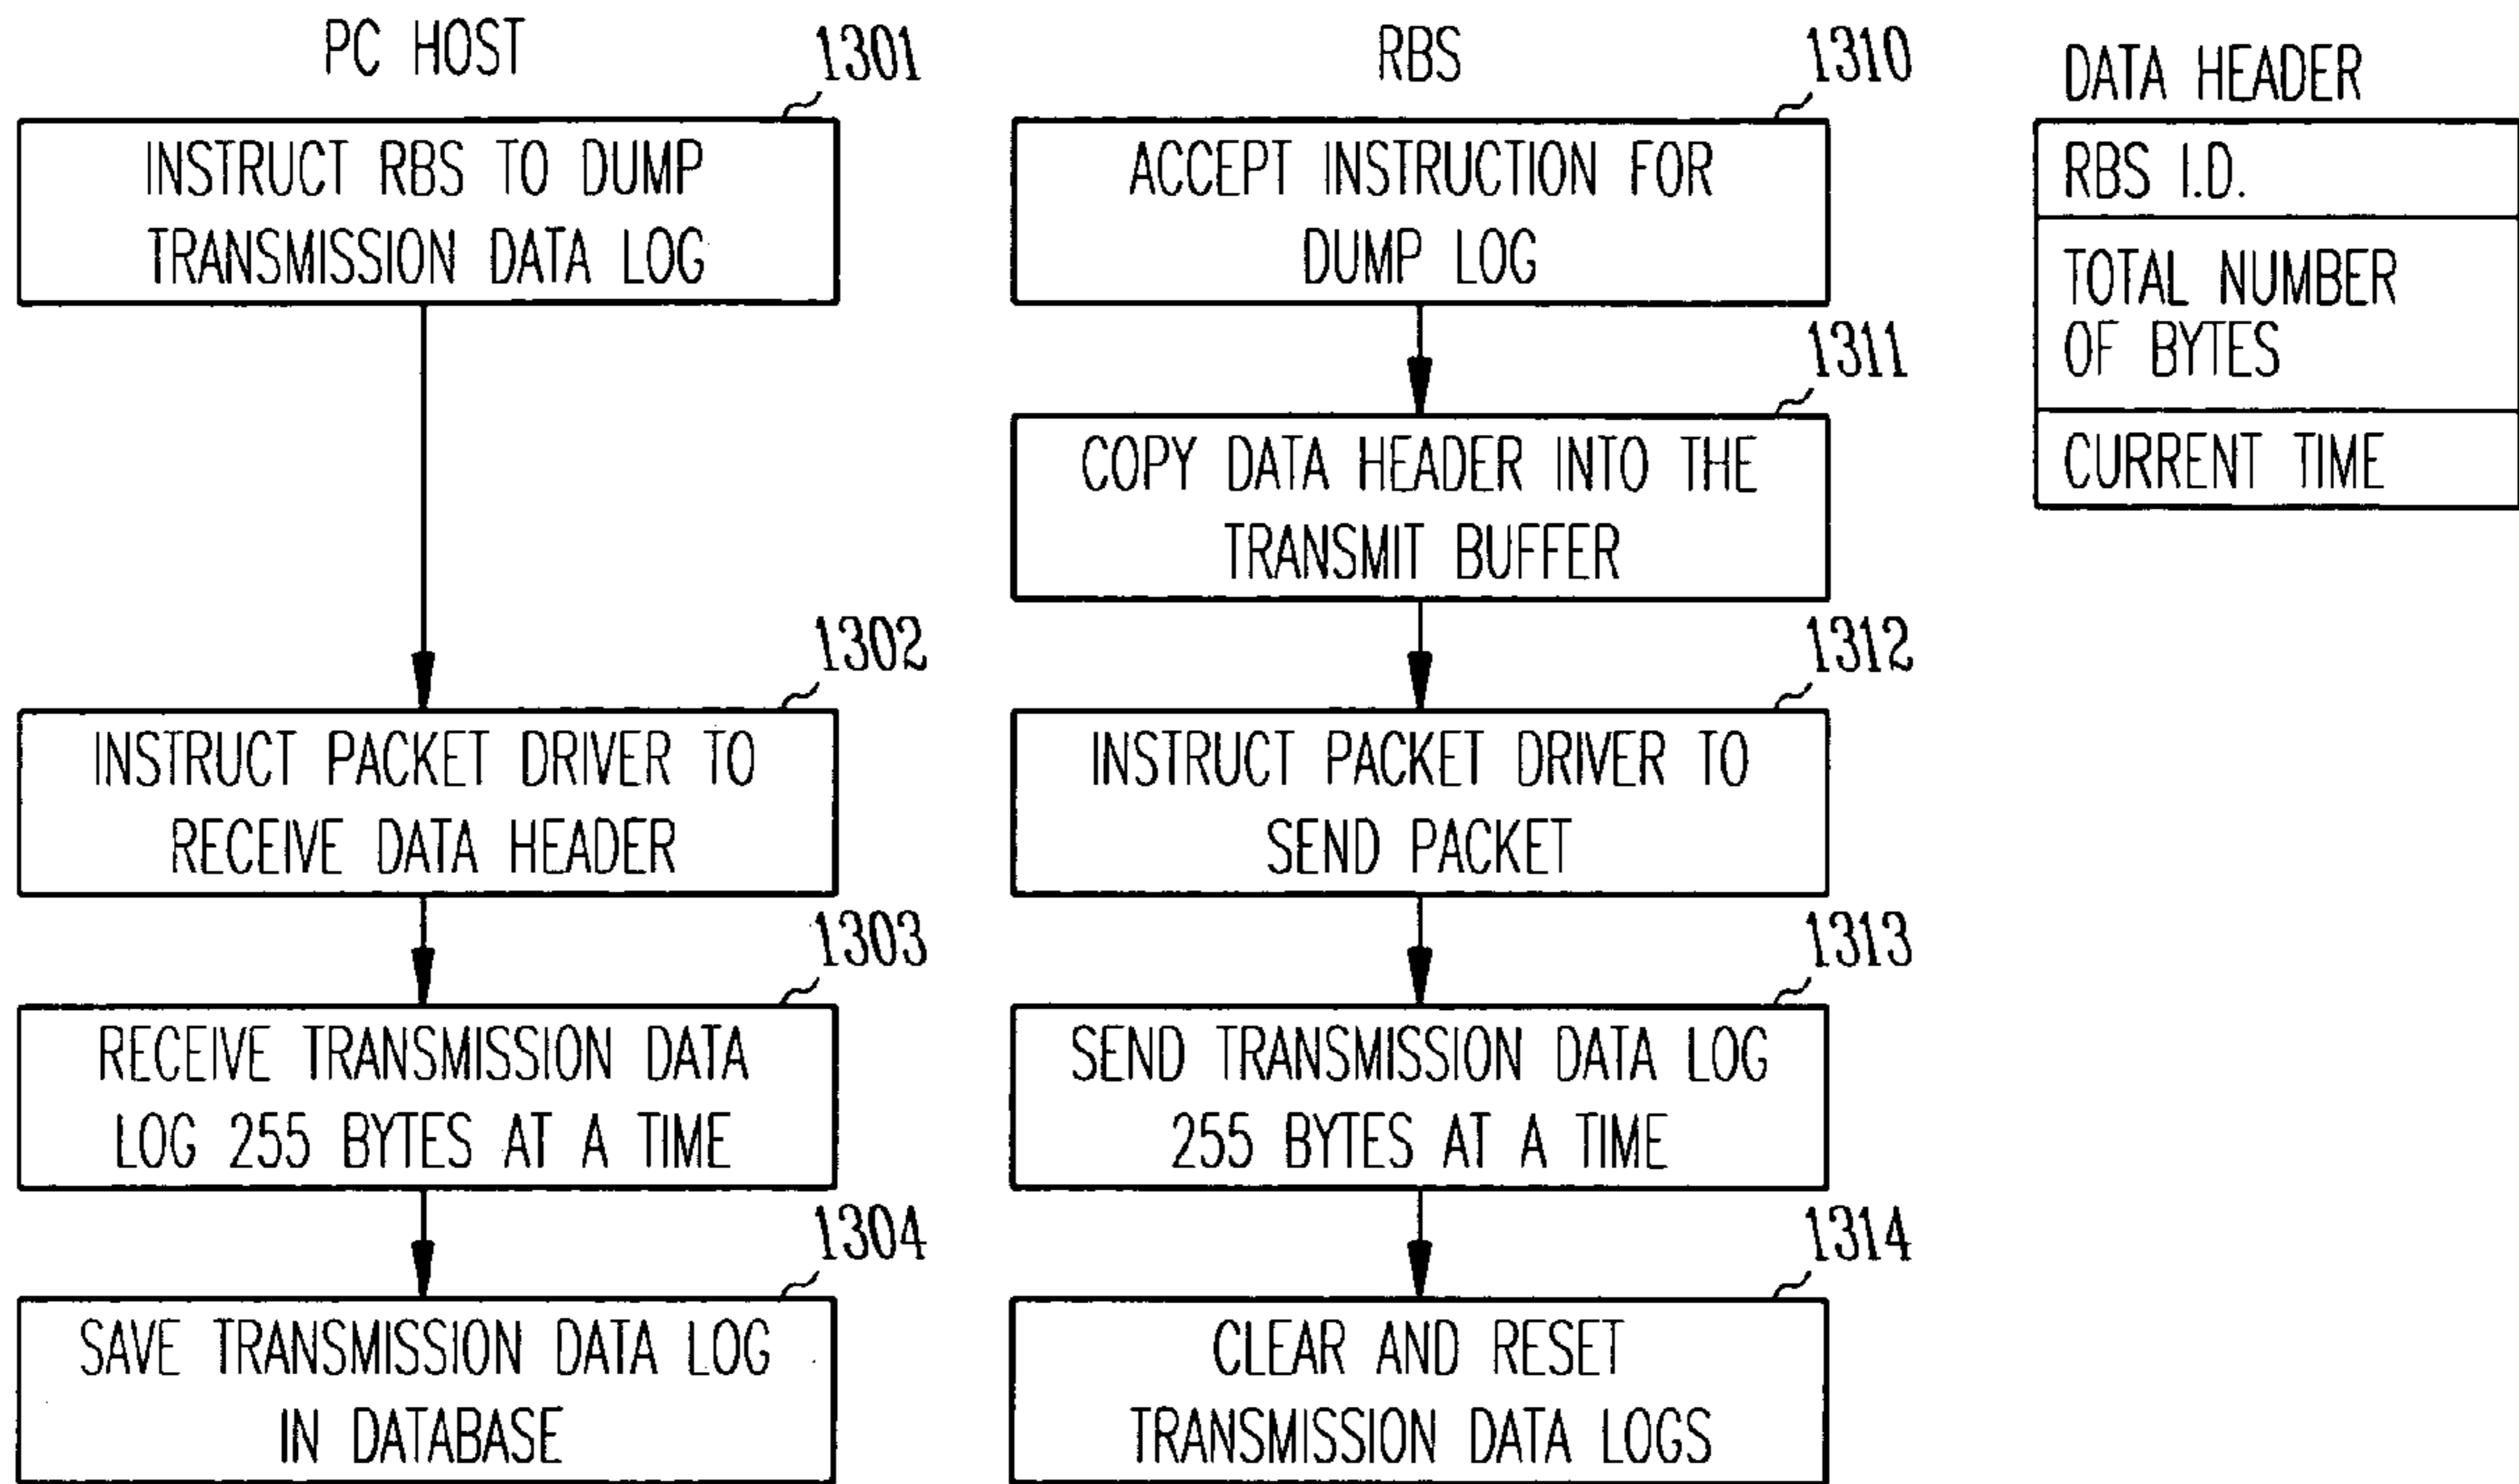 PC HOST
1301
INSTRUCT RBS TO DUMP
TRANSMISSION DATA LOG
1302
INSTRUCT PACKET DRIVER TO
RECEIVE DATA HEADER
1303
RECEIVE TRANSMISSION DATA
LOG 255 BYTES AT A TIME
1304
SAVE TRANSMISSION DATA LOG
IN DATABASE
RBS
1310
ACCEPT INSTRUCTION FOR
DUMP LOG
1311
COPY DATA HEADER INTO THE
TRANSMIT BUFFER
1312
INSTRUCT PACKET DRIVER TO
SEND PACKET
1313
SEND TRANSMISSION DATA LOG
255 BYTES AT A TIME
1314
CLEAR AND RESET
TRANSMISSION DATA LOGS
DATA HEADER
RBS I.D.
TOTAL NUMBER
OF BYTES
CURRENT TIME